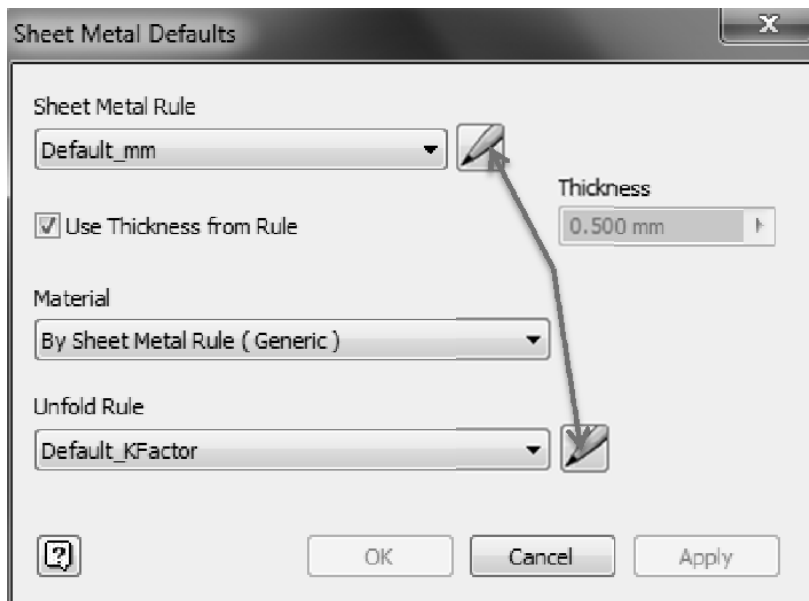 Sheet Metal Defaults
X
Sheet Metal Rule
Default_mm
Thickness
Use Thickness from Rule
0.500 mm
Material
By Sheet Metal Rule ( Generic )
Unfold Rule
Default_KFactor
?
OK
Cancel
Apply